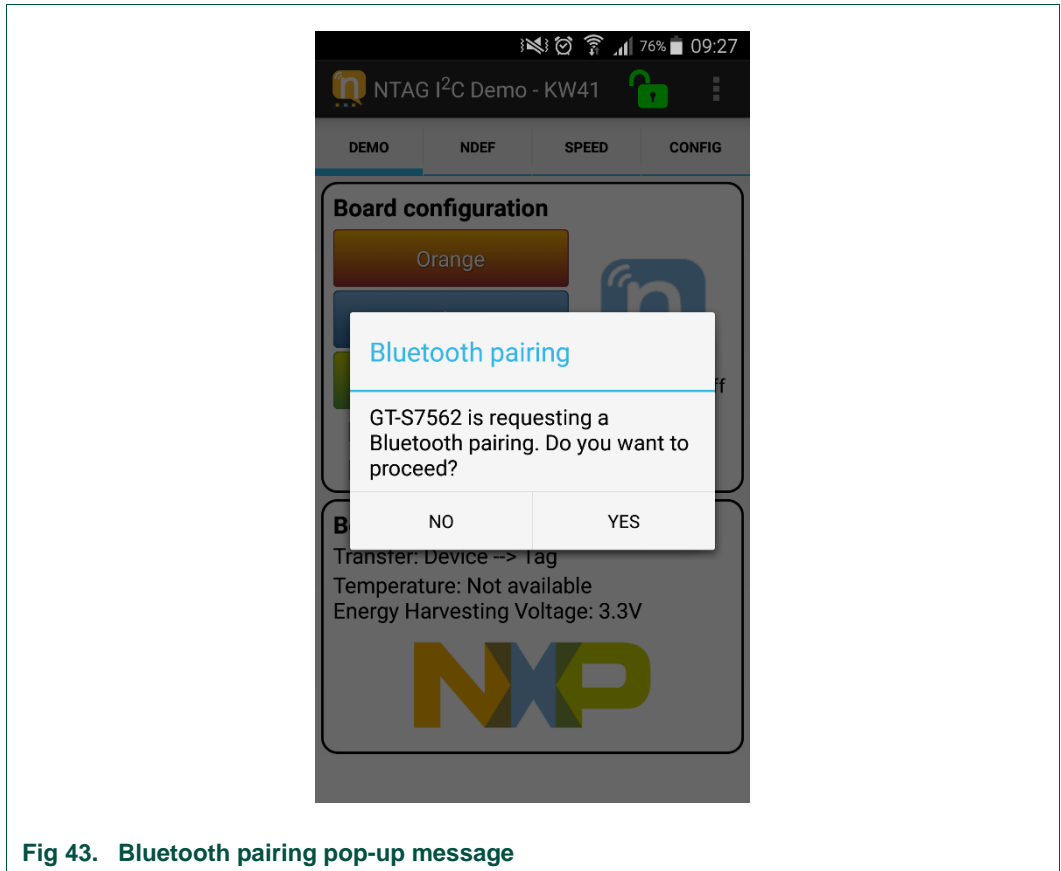 76% 09:27
NTAG I²C Demo - KW41
DEMO NDEF SPEED CONFIG
Board configuration
Orange
Bluetooth pairing
GT-S7562 is requesting a
Bluetooth pairing. Do you want to
proceed?
NO YES
Transfer: Device --> Tag
Temperature: Not available
Energy Harvesting Voltage: 3.3V
NXP
Fig 43. Bluetooth pairing pop-up message